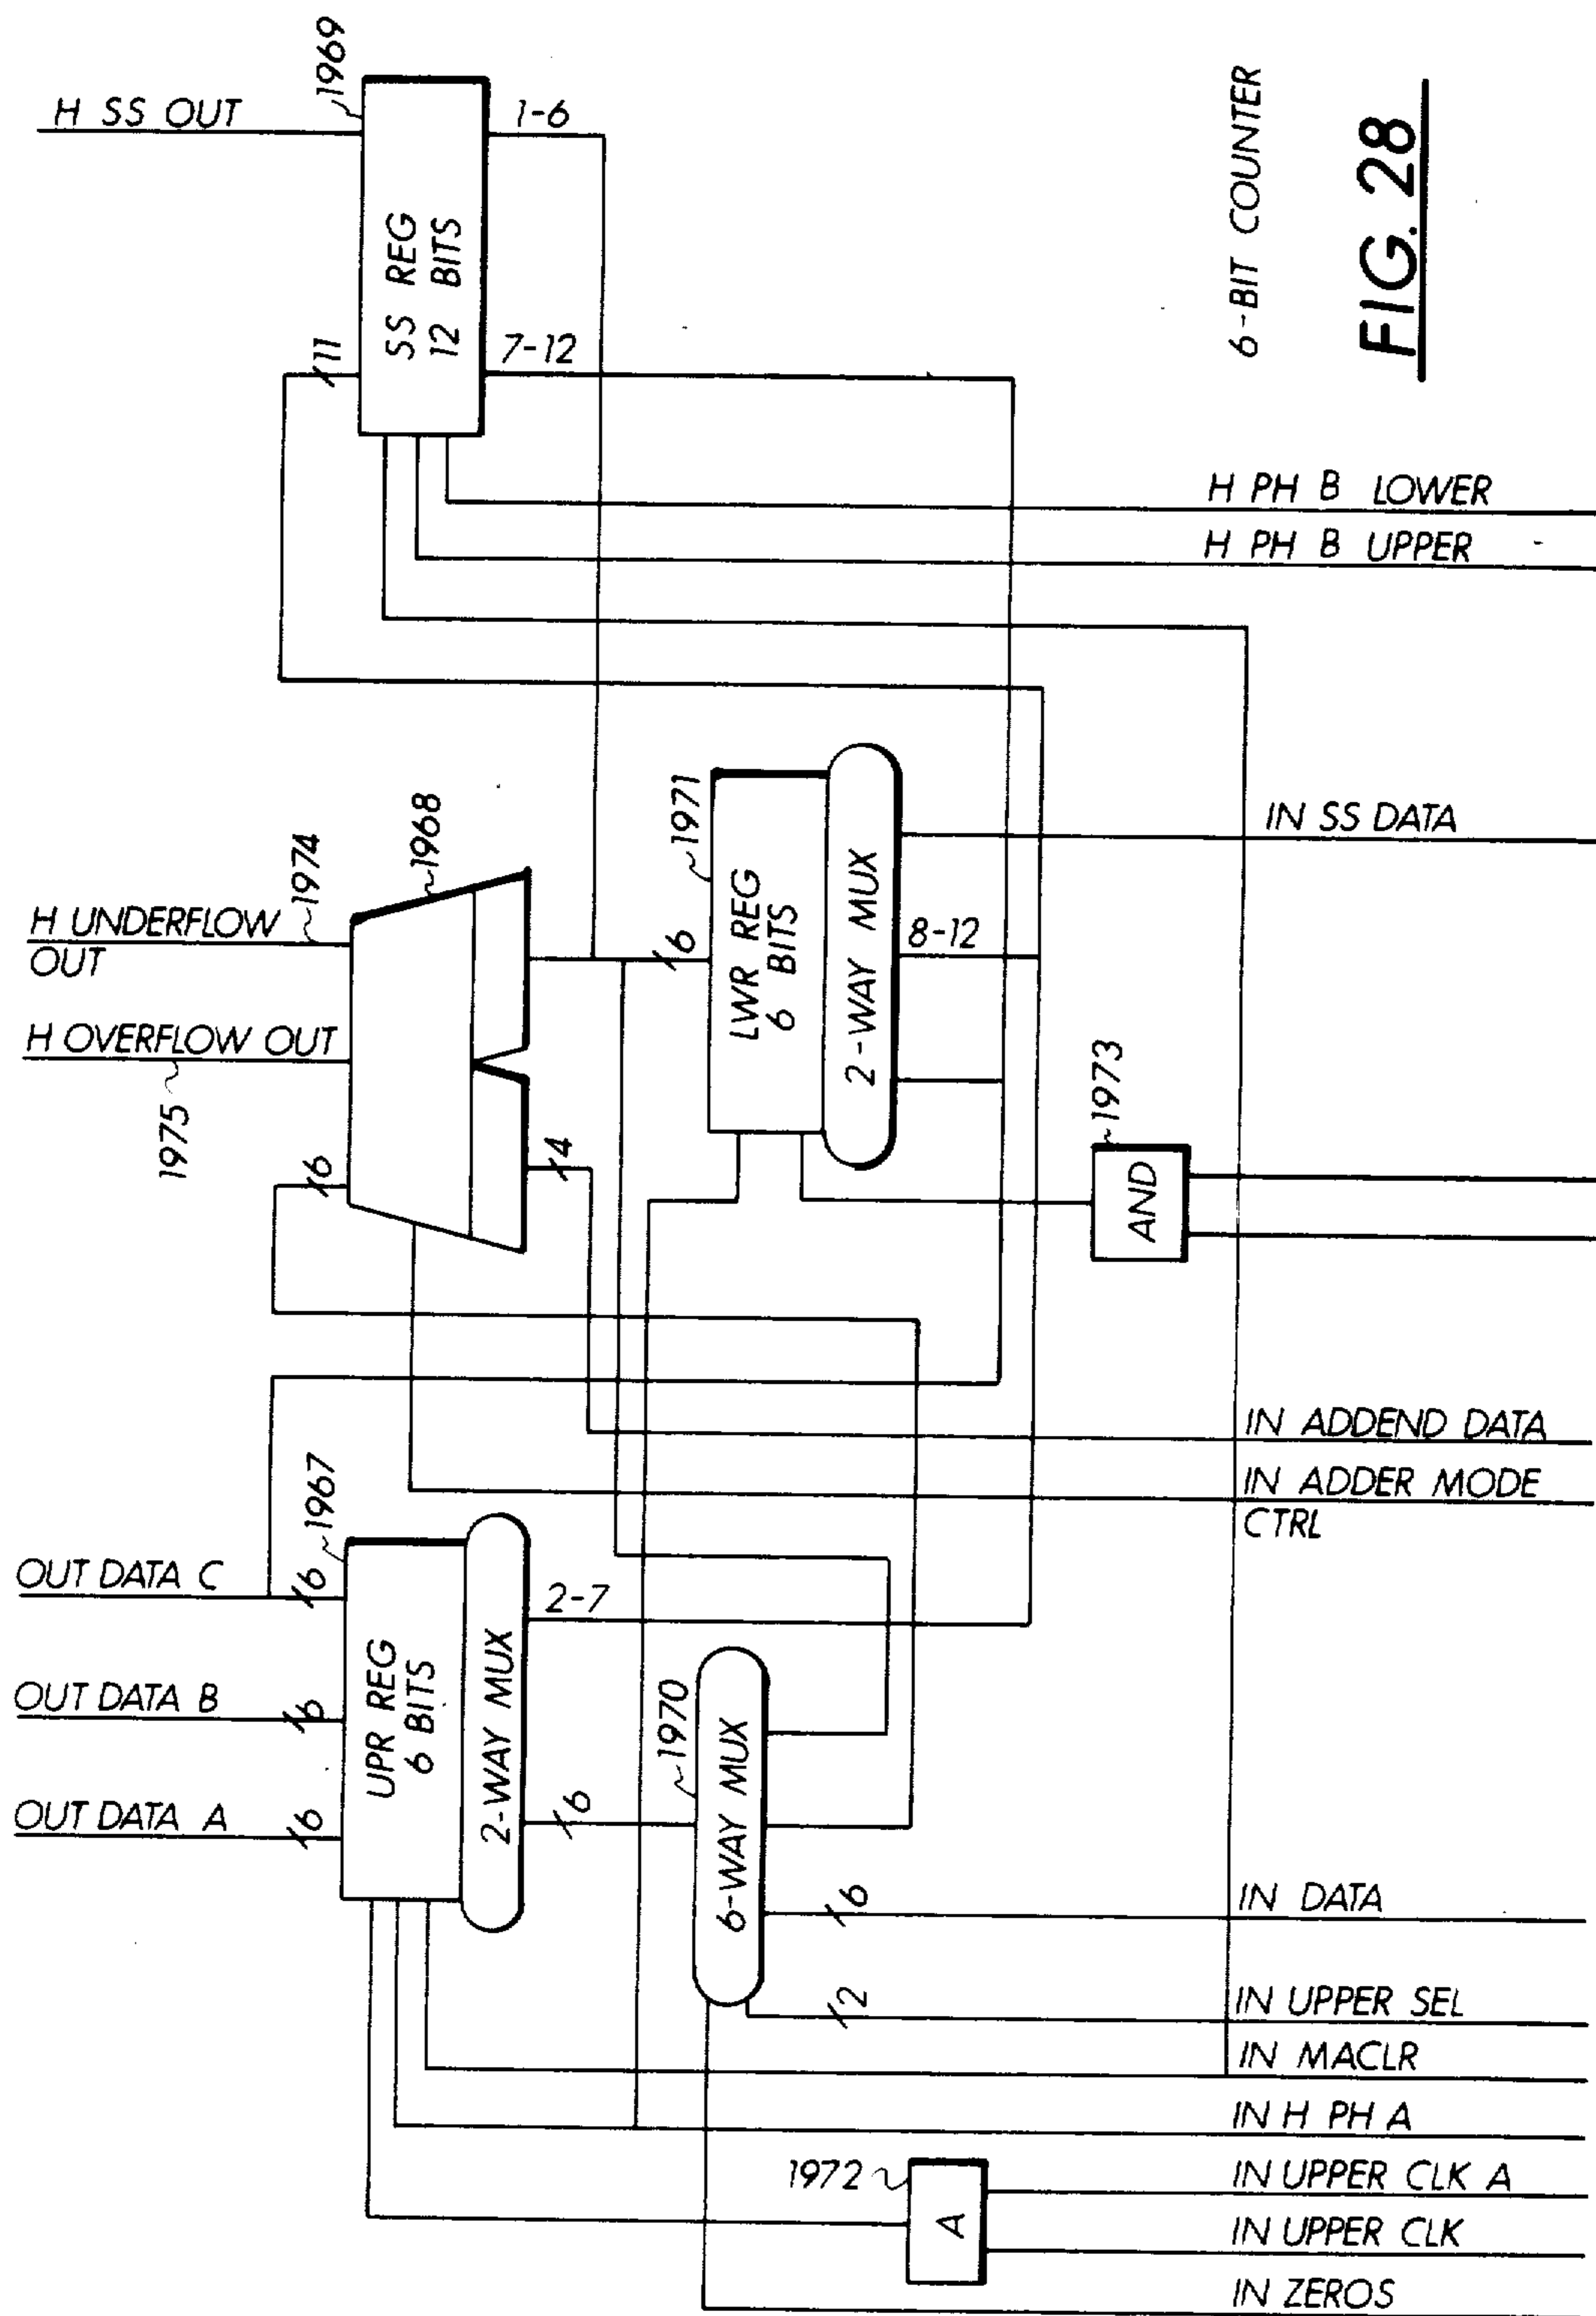 H SS OUT
1969
SS REG
12 BITS
1-6
7-12
11
6-BIT COUNTER
FIG. 28
H PH B LOWER
H PH B UPPER
H UNDERFLOW
OUT
1974
1968
H OVERFLOW OUT
1975
6
4
6
1971
LWR REG
6 BITS
2-WAY MUX
8-12
IN SS DATA
1973
AND
IN ADDEND DATA
IN ADDER MODE
CTRL
OUT DATA C
6
1967
OUT DATA B
6
OUT DATA A
6
UPR REG
6 BITS
2-WAY MUX
2-7
6
1970
6-WAY MUX
6
2
IN DATA
IN UPPER SEL
IN MACLR
IN H PH A
1972
A
IN UPPER CLK A
IN UPPER CLK
IN ZEROS